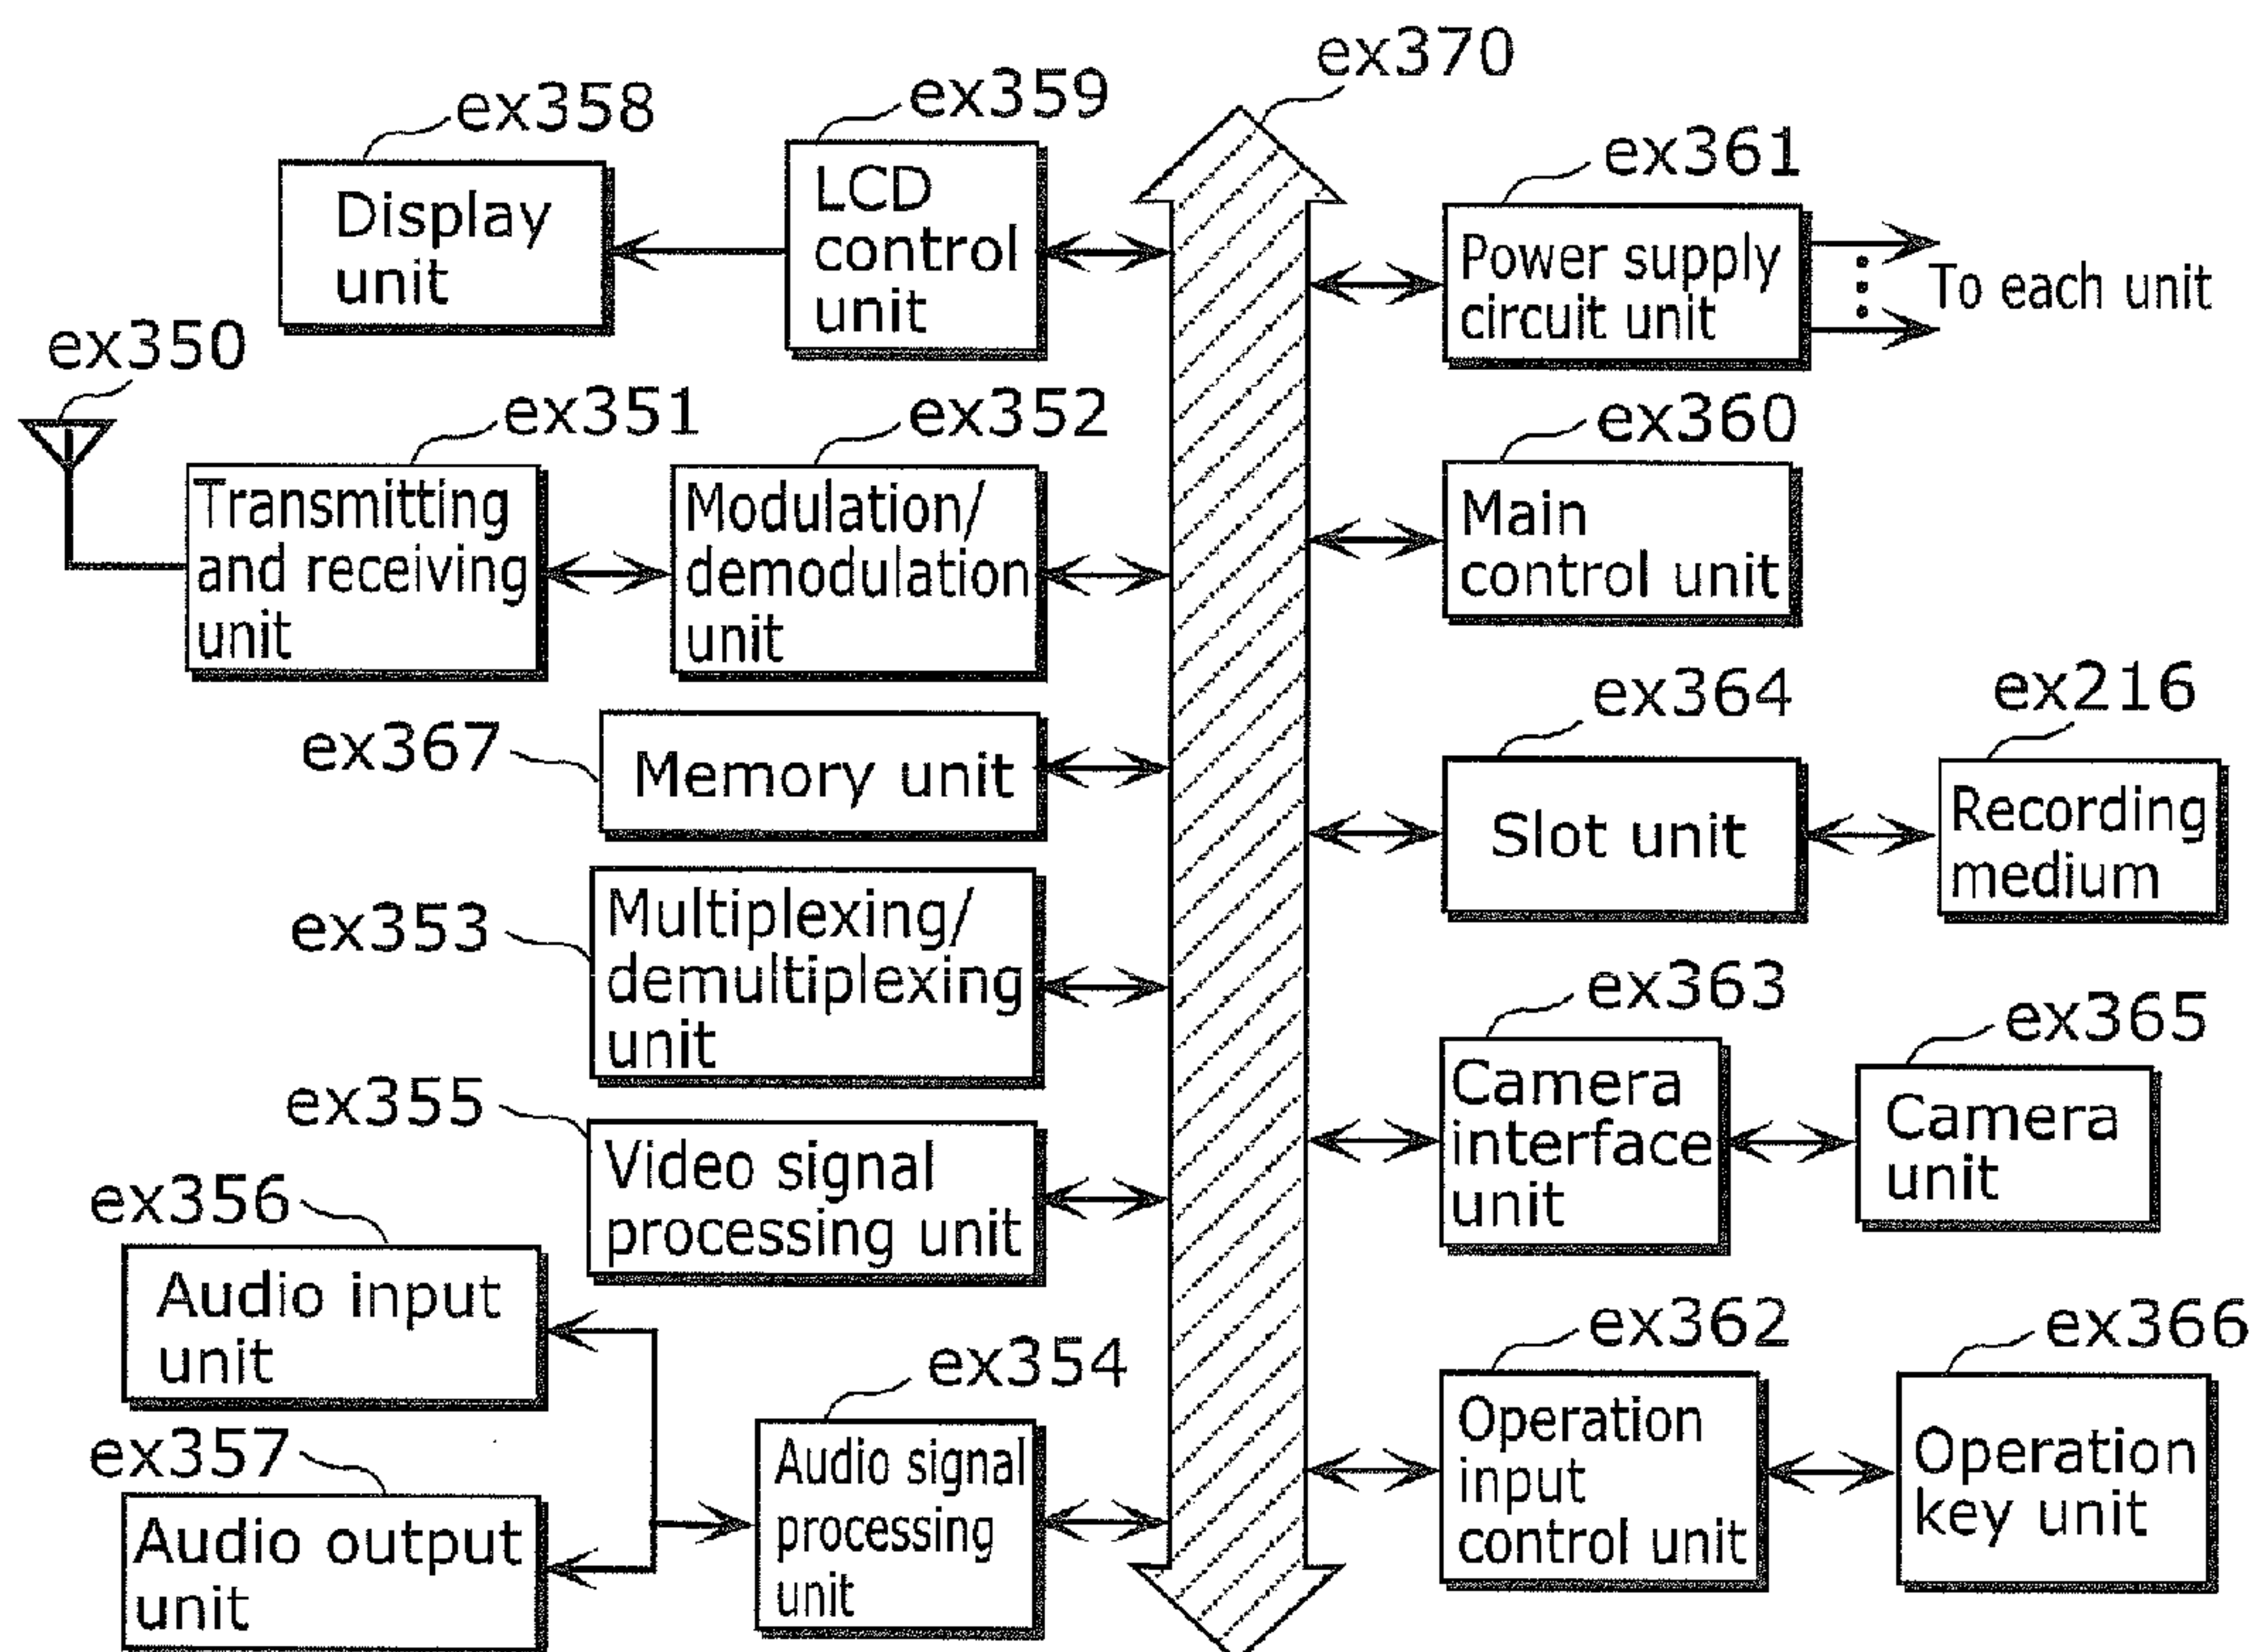 ex370
ex358
ex359
ex361
Display
unit
LCD
control
unit
Power supply
circuit unit
To each unit
ex350
ex351
ex352
ex360
Transmitting
and receiving
unit
Modulation/
demodulation
unit
Main
control unit
ex367
Memory unit
ex364
ex216
Slot unit
Recording
medium
ex353
Multiplexing/
demultiplexing
unit
ex363
ex365
Camera
interface
unit
Camera
unit
ex355
Video signal
processing unit
ex356
Audio input
unit
ex354
ex362
ex366
ex357
Audio output
unit
Audio signal
processing
unit
Operation
input
control unit
Operation
key unit